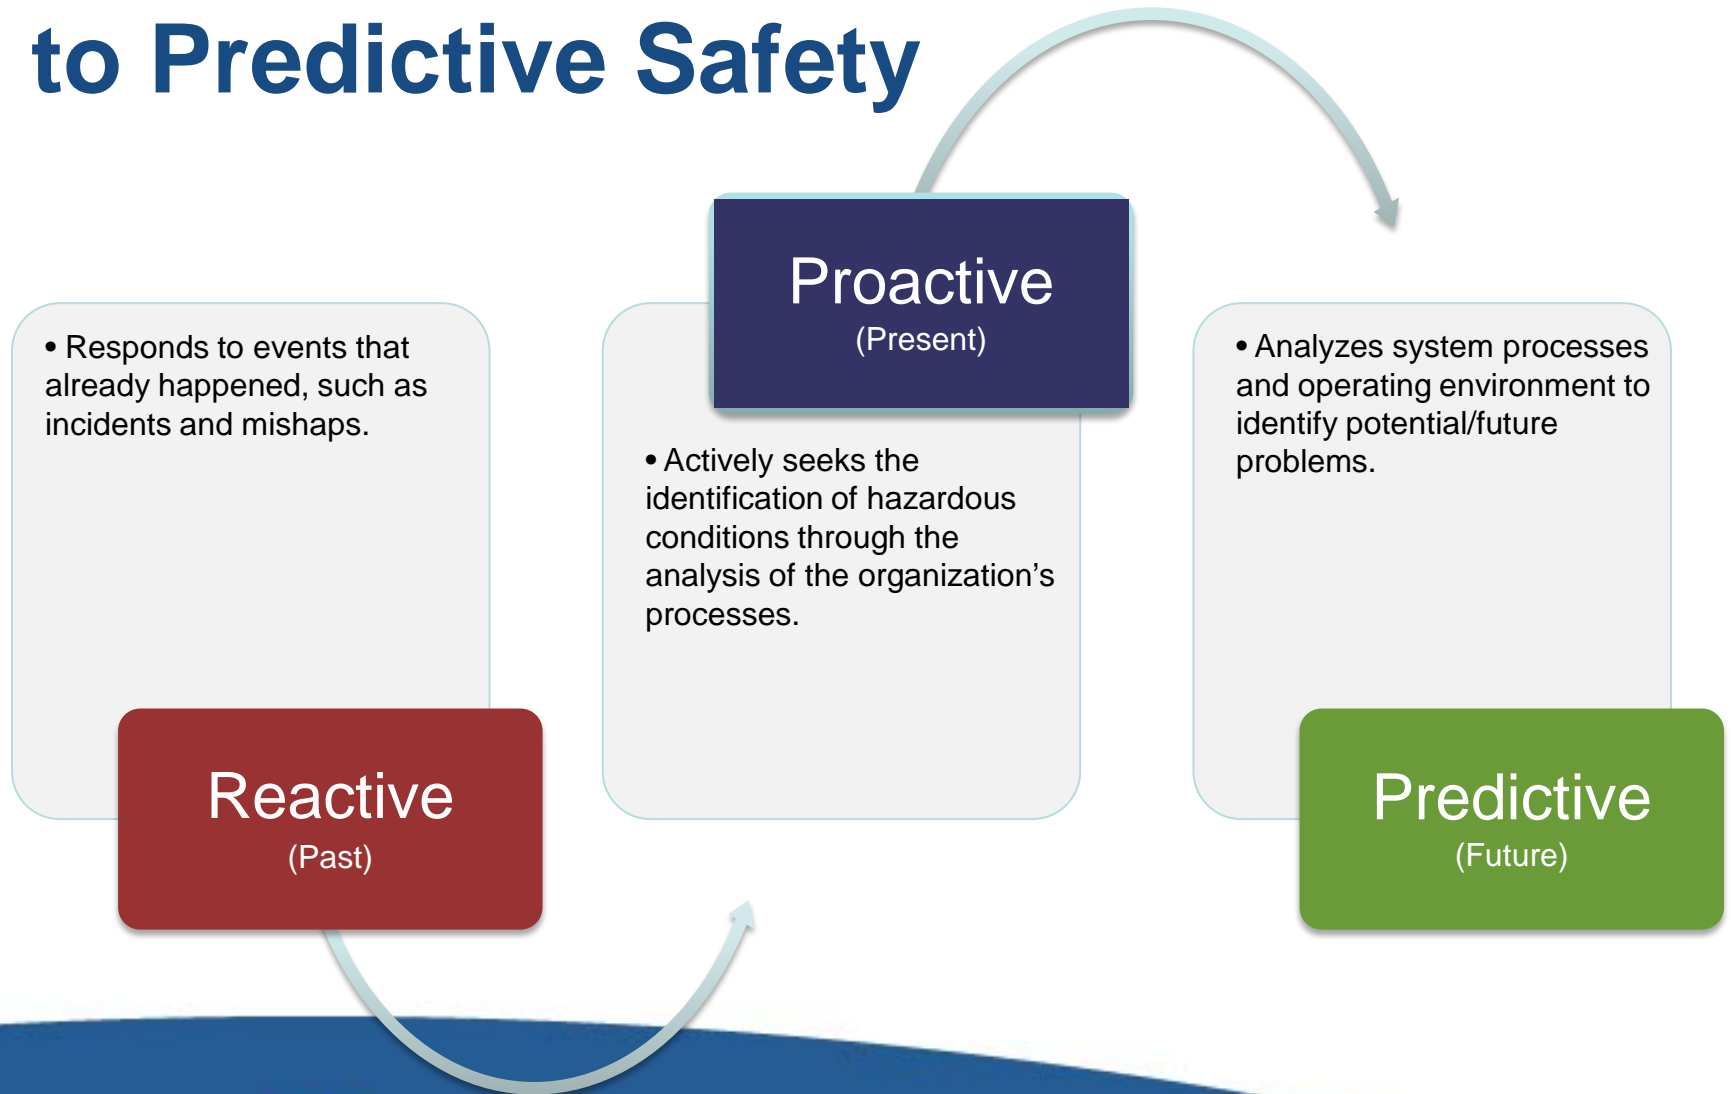 to Predictive Safety
• Responds to events that
already happened, such as
incidents and mishaps.
Reactive
(Past)
Proactive
(Present)
• Actively seeks the
identification of hazardous
conditions through the
analysis of the organization’s
processes.
• Analyzes system processes
and operating environment to
identify potential/future
problems.
Predictive
(Future)